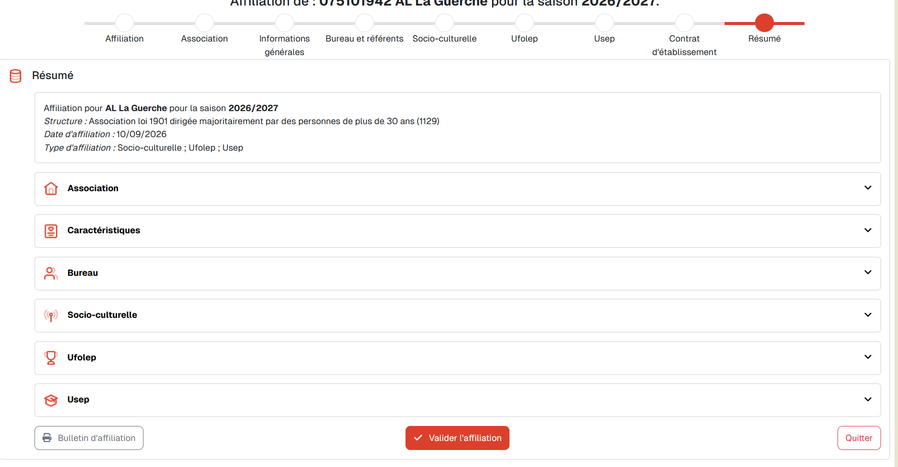 Affiliation de : 075101942 AL La Guerche pour la saison 2026/2027.
Affiliation
Association
Informations
générales
Bureau et référents
Socio-culturelle
Ufolep
Usep
Contrat
d'établissement
Résumé
Résumé
Affiliation pour AL La Guerche pour la saison 2026/2027
Structure : Association loi 1901 dirigée majoritairement par des personnes de plus de 30 ans (1129)
Date d'affiliation : 10/09/2026
Type d'affiliation : Socio-culturelle ; Ufolep ; Usep
Association
Caractéristiques
Bureau
Socio-culturelle
Ufolep
Usep
Bulletin d'affiliation
Valider l'affiliation
Quitter